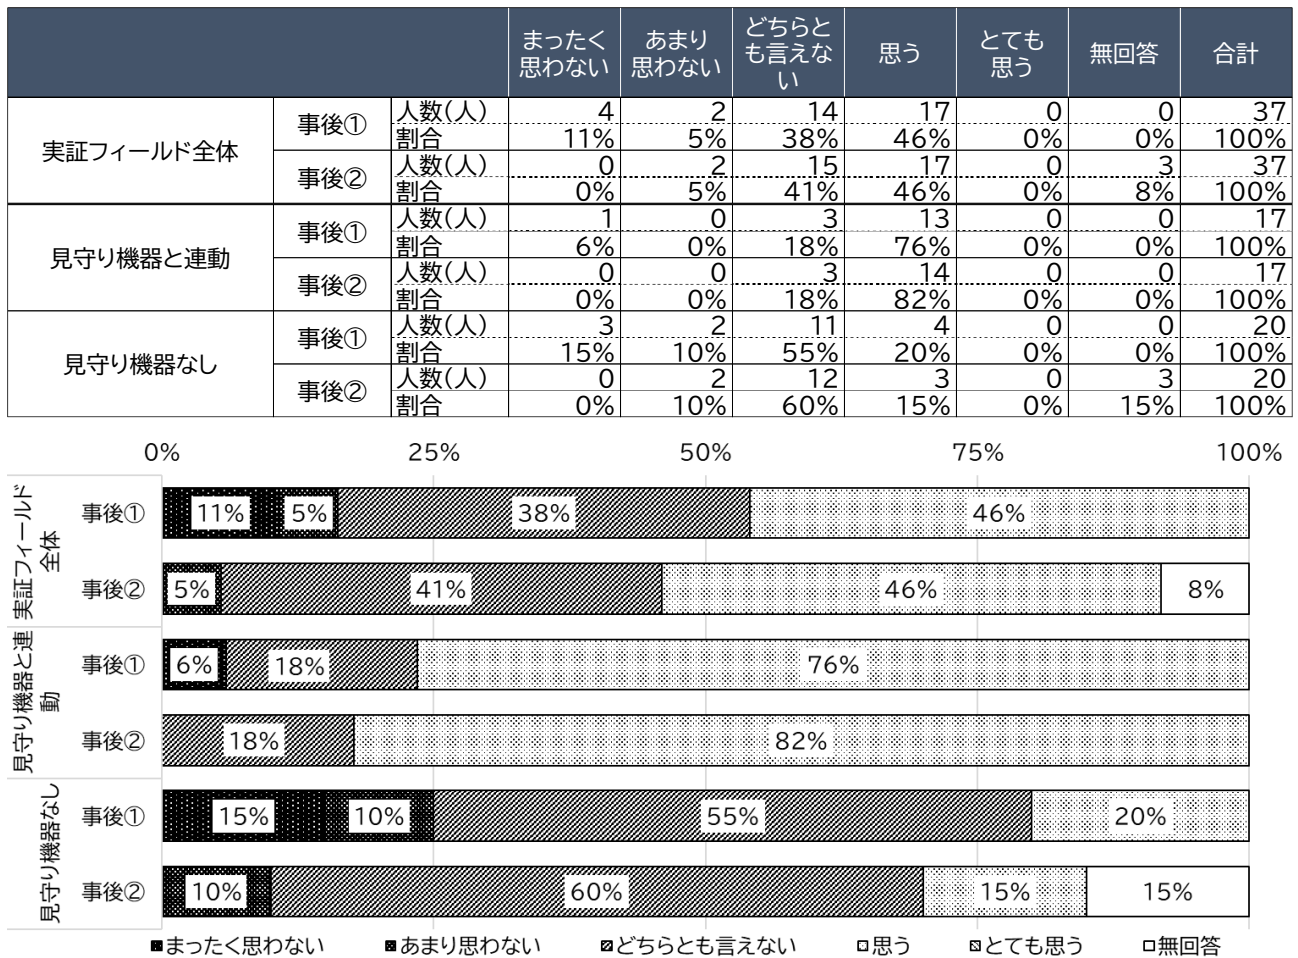 まったく思わない あまり思わない どちらとも言えない 思う とても思う 無回答 合計
実証フィールド全体 事後① 人数(人) 4 2 14 17 0 0 37
割合 11% 5% 38% 46% 0% 0% 100%
事後② 人数(人) 0 2 15 17 0 3 37
割合 0% 5% 41% 46% 0% 8% 100%
見守り機器と連動 事後① 人数(人) 1 0 3 13 0 0 17
割合 6% 0% 18% 76% 0% 0% 100%
事後② 人数(人) 0 0 3 14 0 0 17
割合 0% 0% 18% 82% 0% 0% 100%
見守り機器なし 事後① 人数(人) 3 2 11 4 0 0 20
割合 15% 10% 55% 20% 0% 0% 100%
事後② 人数(人) 0 2 12 3 0 3 20
割合 0% 10% 60% 15% 0% 15% 100%
0% 25% 50% 75% 100%
実証フィールド全体
事後① 11% 5% 38% 46%
事後② 5% 41% 46% 8%
見守り機器と連動
事後① 6% 18% 76%
事後② 18% 82%
見守り機器なし
事後① 15% 10% 55% 20%
事後② 10% 60% 15% 15%
まったく思わない あまり思わない どちらとも言えない 思う とても思う 無回答